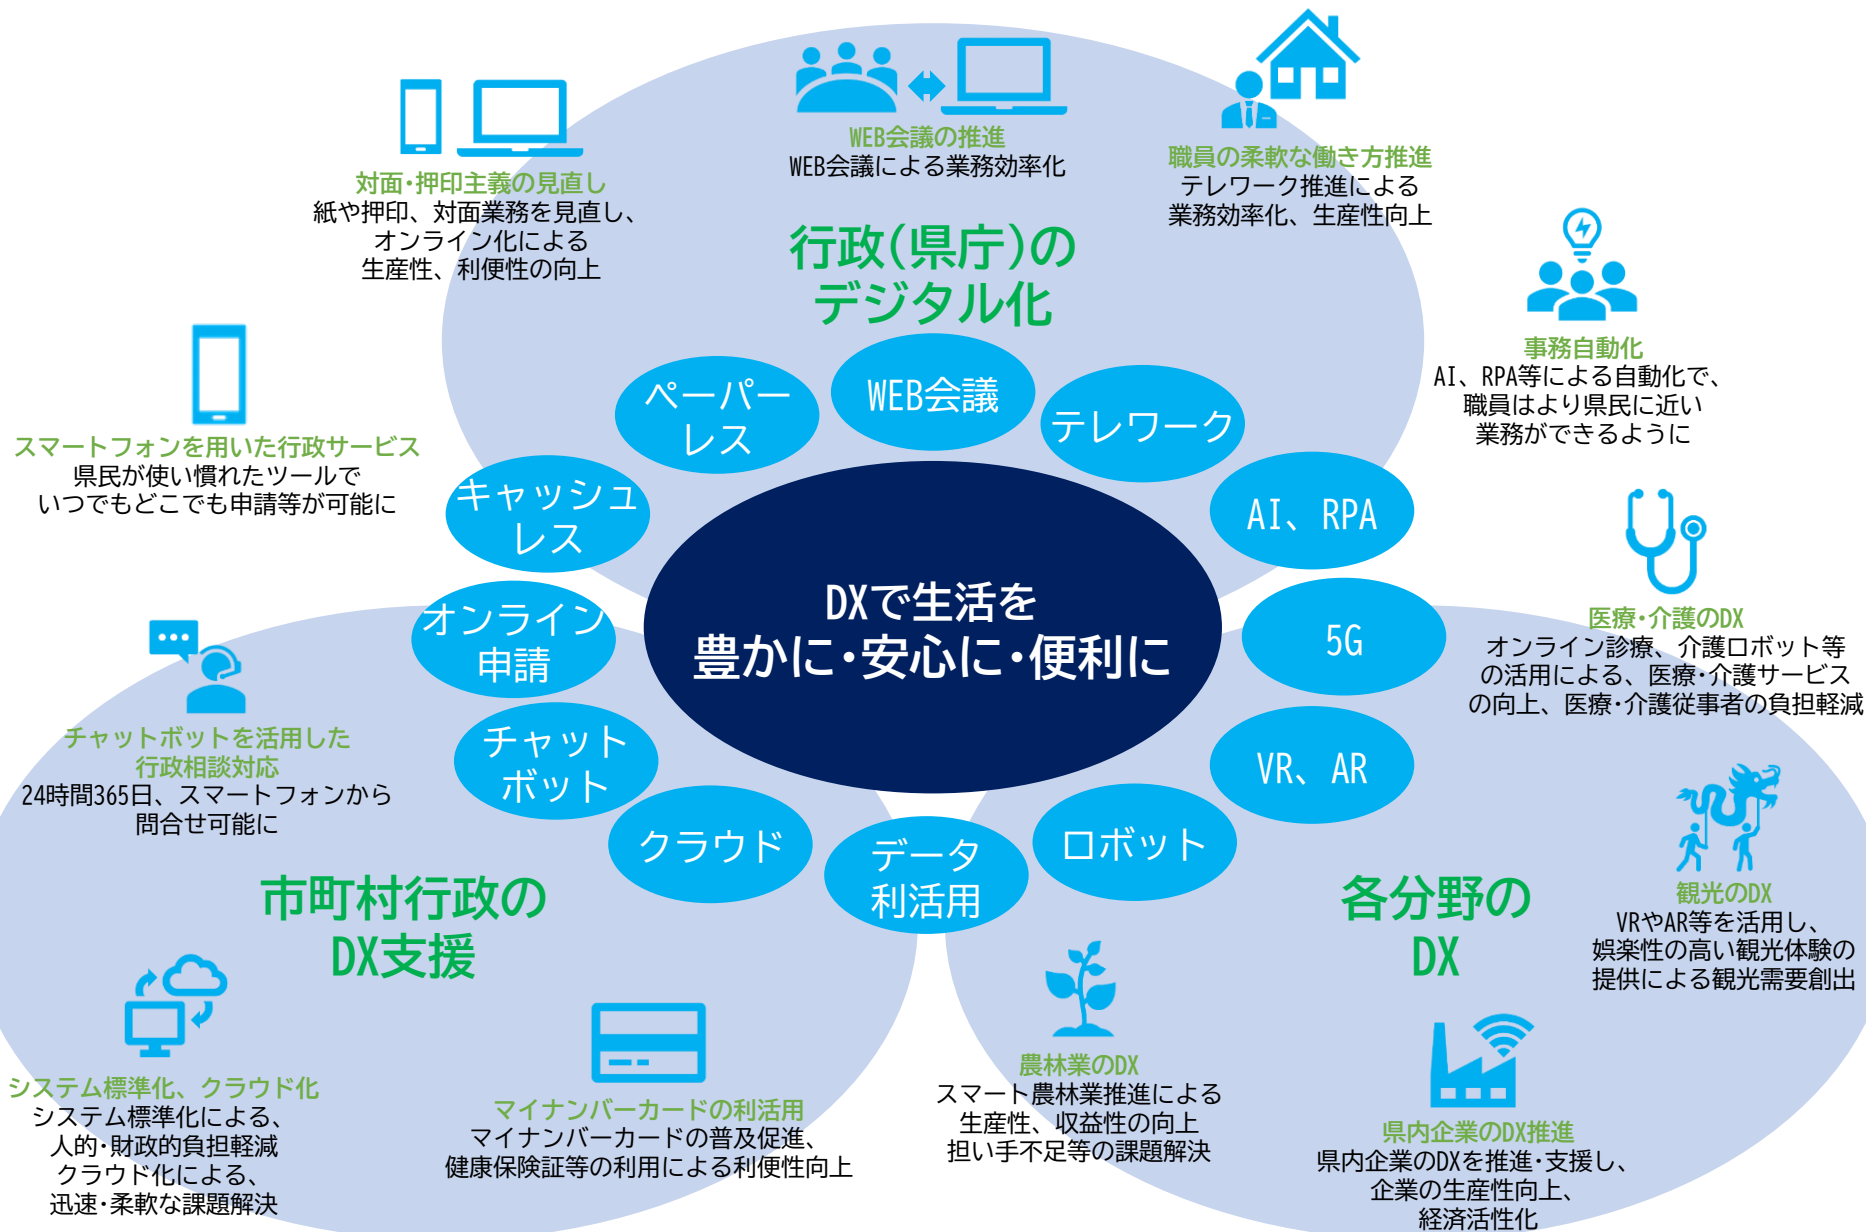 WEB会議の推進
WEB会議による業務効率化
職員の柔軟な働き方推進
テレワーク推進による
業務効率化、生産性向上
対面・押印主義の見直し
紙や押印、対面業務を見直し、
オンライン化による
生産性、利便性の向上
行政(県庁)の
デジタル化
事務自動化
AI、RPA等による自動化で、
職員はより県民に近い
業務ができるように
スマートフォンを用いた行政サービス
県民が使い慣れたツールで
いつでもどこでも申請等が可能に
ペーパー
レス
WEB会議
テレワーク
キャッシュ
レス
AI、RPA
オンライン
申請
5G
チャット
ボット
VR、AR
クラウド
データ
利活用
ロボット
DXで生活を
豊かに・安心に・便利に
医療・介護のDX
オンライン診療、介護ロボット等
の活用による、医療・介護サービス
の向上、医療・介護従事者の負担軽減
チャットボットを活用した
行政相談対応
24時間365日、スマートフォンから
問合せ可能に
市町村行政の
DX支援
各分野の
DX
観光のDX
VRやAR等を活用し、
娯楽性の高い観光体験の
提供による観光需要創出
システム標準化、クラウド化
システム標準化による、
人的・財政的負担軽減
クラウド化による、
迅速・柔軟な課題解決
マイナンバーカードの利活用
マイナンバーカードの普及促進、
健康保険証等の利用による利便性向上
農林業のDX
スマート農林業推進による
生産性、収益性の向上
担い手不足等の課題解決
県内企業のDX推進
県内企業のDXを推進・支援し、
企業の生産性向上、
経済活性化